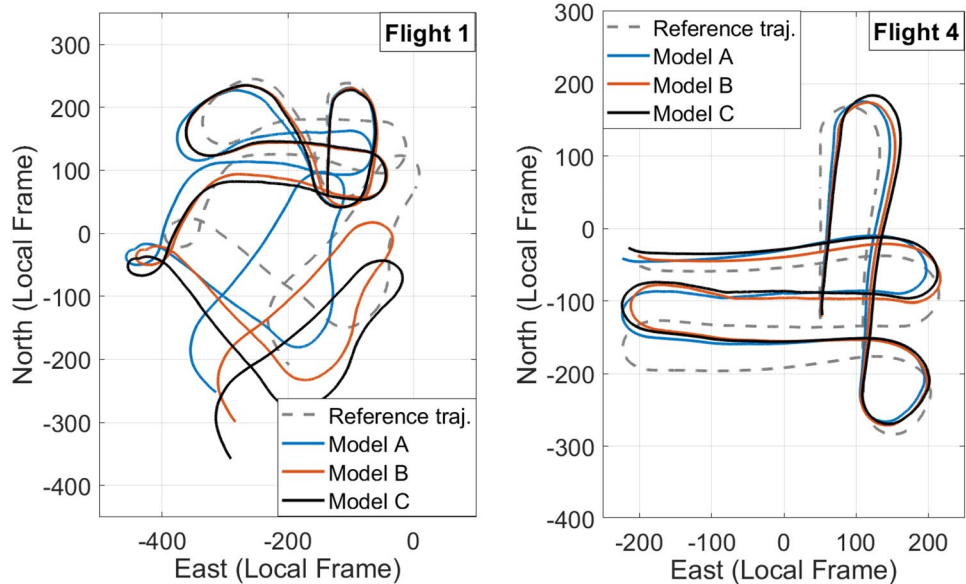 Flight 1
300
200
100
0
-100
-200
-300
-400
North (Local Frame)
Reference traj.
Model A
Model B
Model C
-400
-200
0
East (Local Frame)
Flight 4
Reference traj.
Model A
Model B
Model C
300
200
100
0
-100
-200
-300
-400
North (Local Frame)
-200
-100
0
100
200
East (Local Frame)